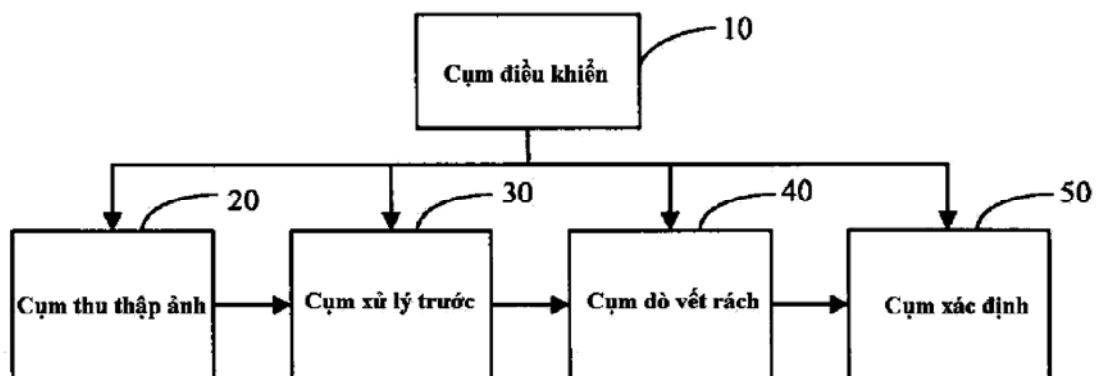 10
Cụm điều khiển
20
30
40
50
Cụm thu thập ảnh
Cụm xử lý trước
Cụm dò vết rách
Cụm xác định